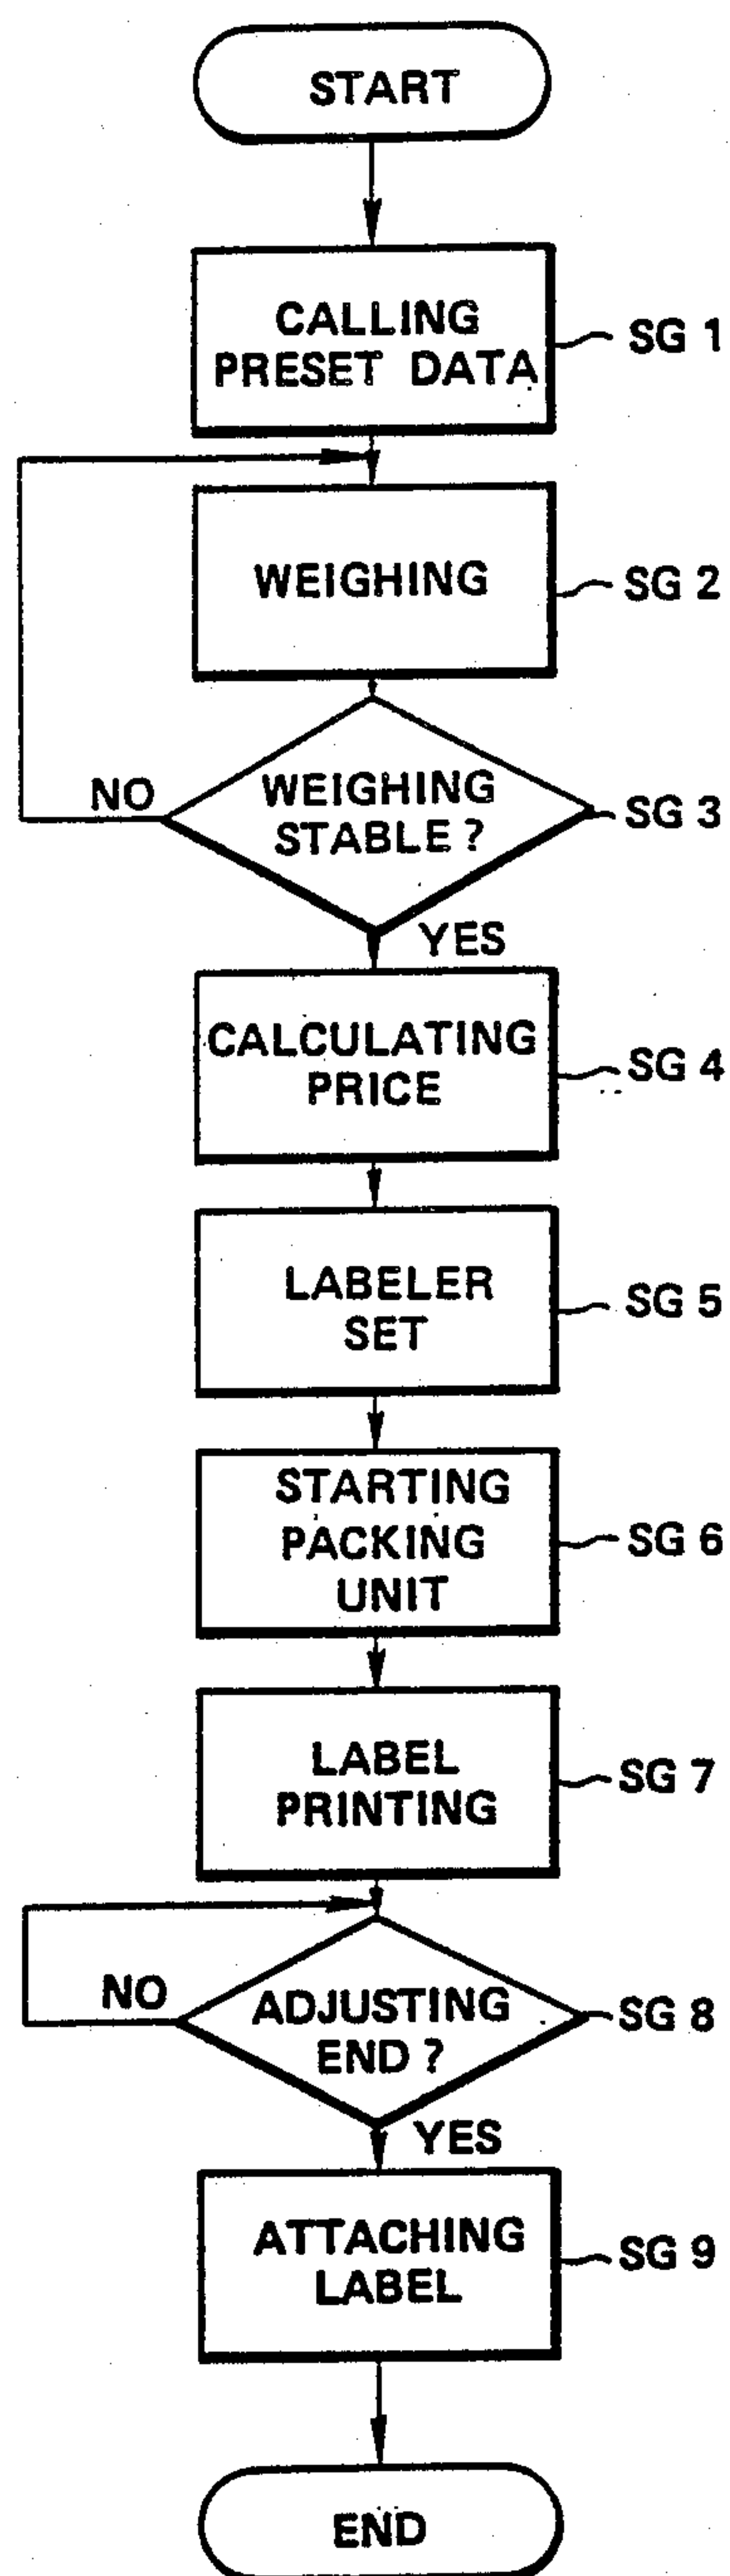 START
CALLING
PRESET DATA
SG 1
WEIGHING
SG 2
NO
WEIGHING
STABLE ?
SG 3
YES
CALCULATING
PRICE
SG 4
LABELER
SET
SG 5
STARTING
PACKING
UNIT
SG 6
LABEL
PRINTING
SG 7
NO
ADJUSTING
END ?
SG 8
YES
ATTACHING
LABEL
SG 9
END